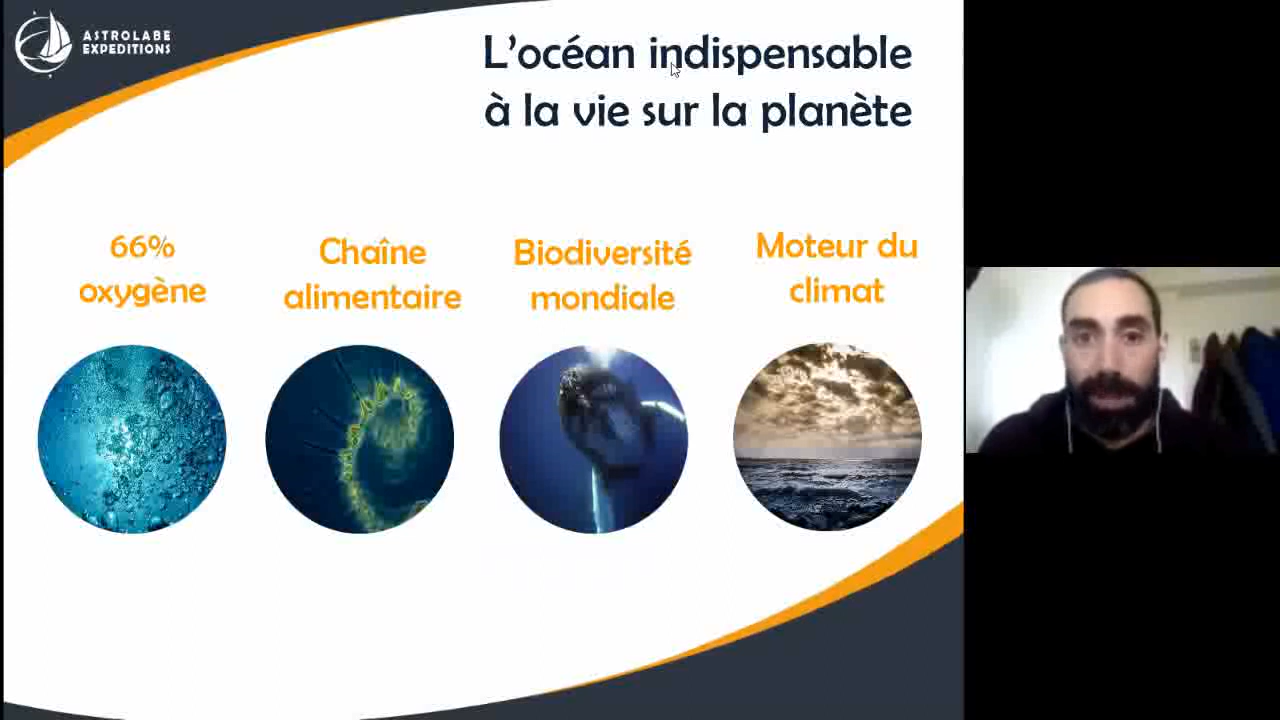 ASTROLABE
EXPEDITIONS
L'océan indispensable
à la vie sur la planète
66%
oxygène
Chaîne
alimentaire
Biodiversité
mondiale
Moteur du
climat